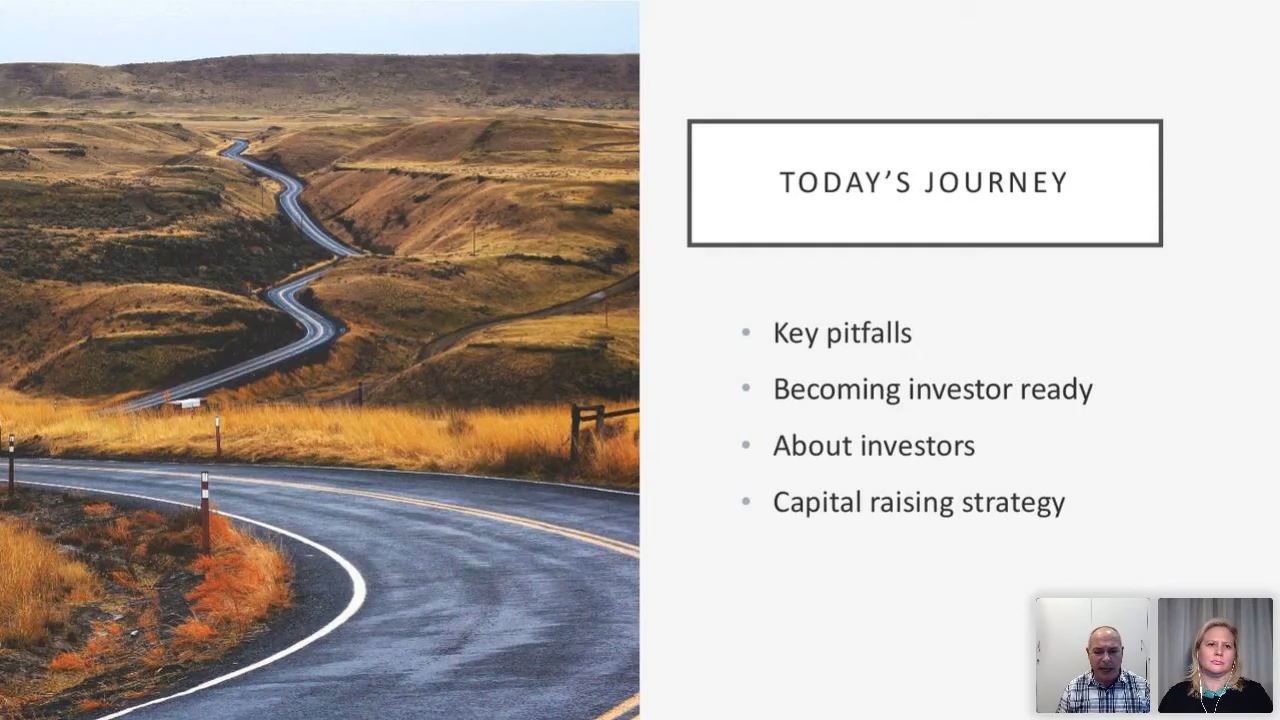 TODAY’S JOURNEY
• Key pitfalls
• Becoming investor ready
• About investors
• Capital raising strategy